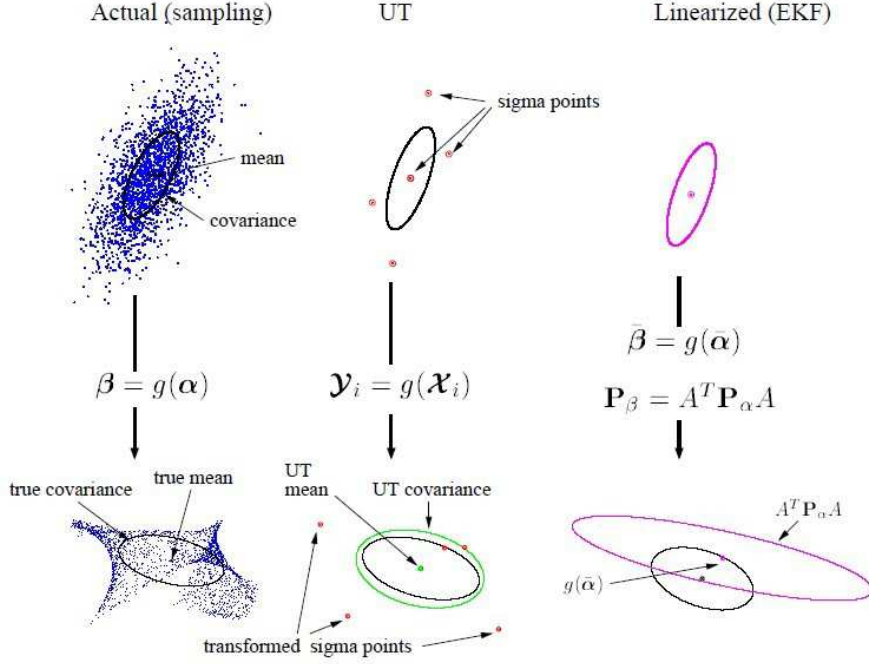 Actual (sampling)
UT
Linearized (EKF)
sigma points
mean
covariance
β = g(α)
𝒴ᵢ = g(𝒳ᵢ)
β̄ = g(ᾱ)
P_β = AᵀP_αA
true mean
true covariance
UT
mean
UT covariance
AᵀP_αA
g(ᾱ)
transformed sigma points